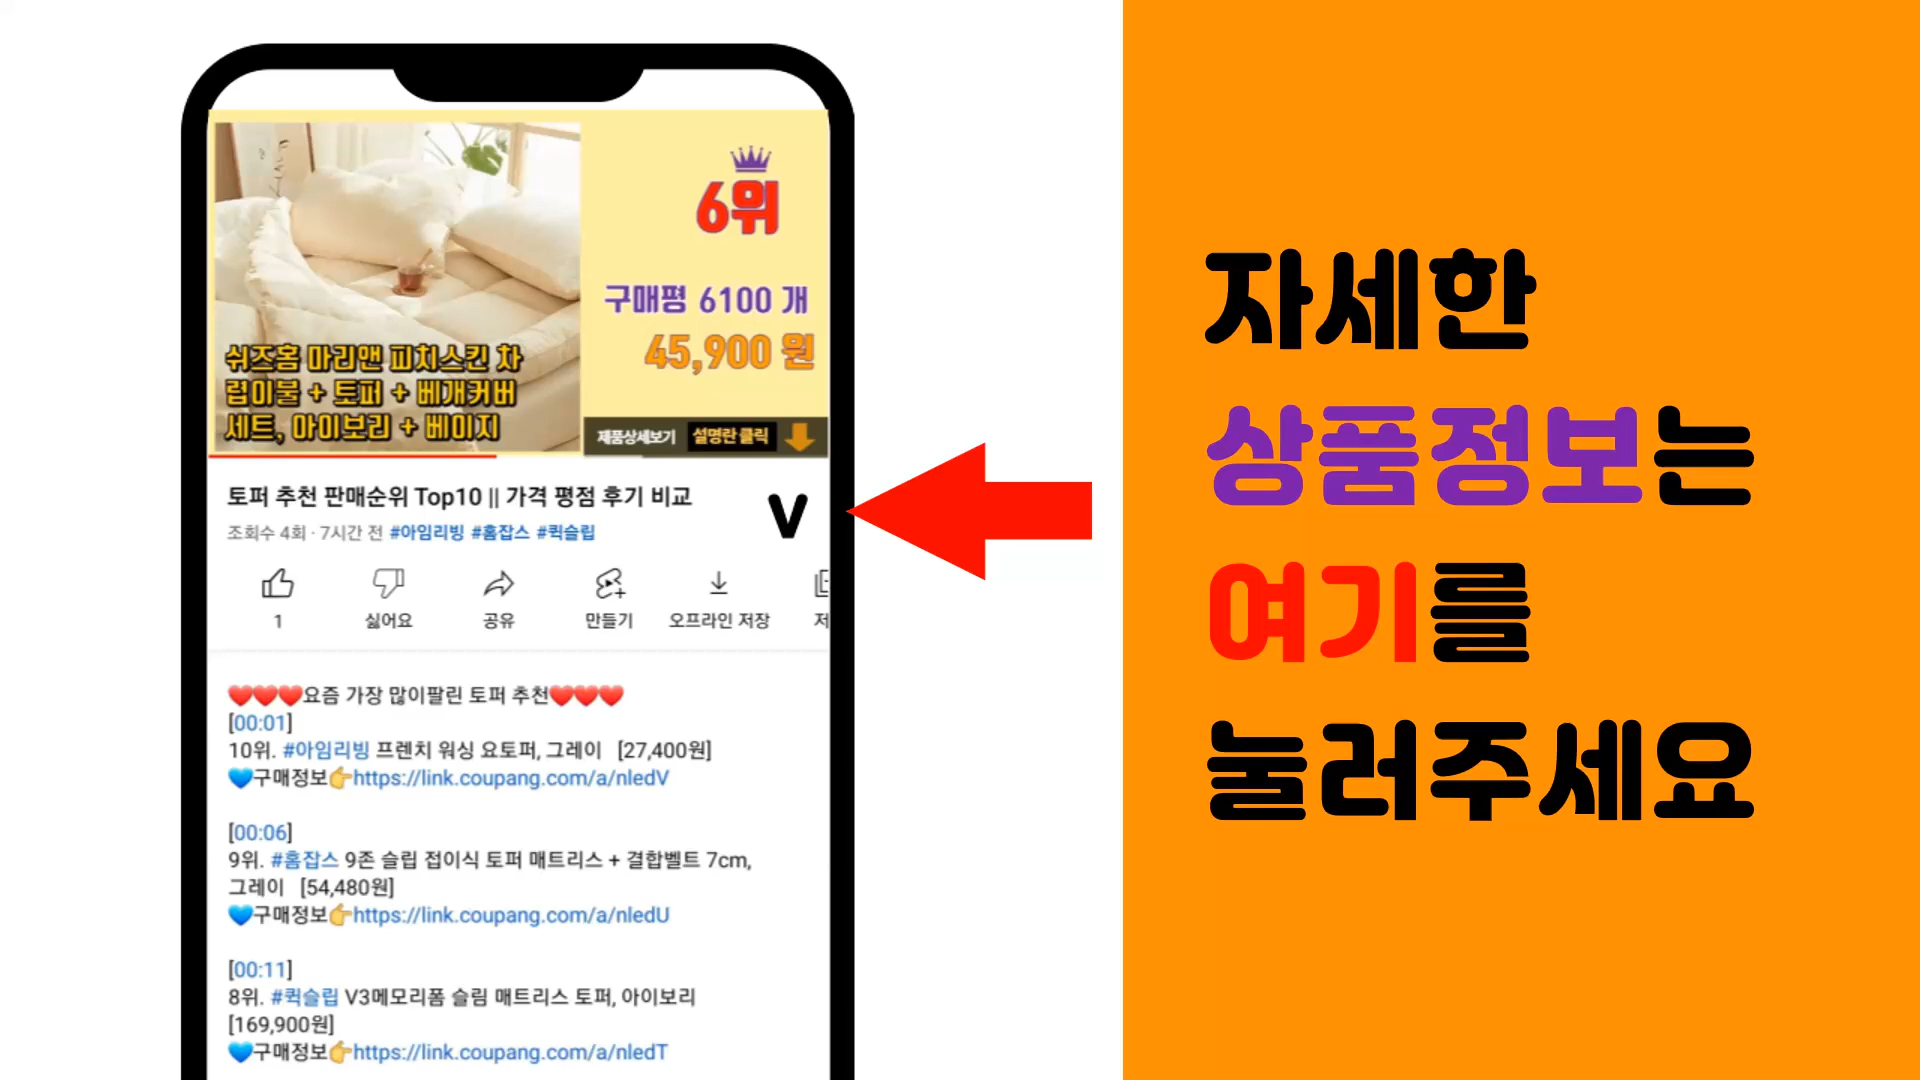 6위
구매평 6100 개
45,900 원
쉬즈홈 마리앤 피치스킨 차
렵이불 + 토퍼 + 베개커버
세트, 아이보리 + 베이지
제품상세보기 설명란 클릭
토퍼 추천 판매순위 Top10 || 가격 평점 후기 비교
V
조회수 4회 · 7시간 전 #아임리빙 #홈잡스 #퀵슬립
1 싫어요 공유 만들기 오프라인 저장 저
❤️❤️❤️요즘 가장 많이팔린 토퍼 추천❤️❤️❤️
[00:01]
10위. #아임리빙 프렌치 워싱 요토퍼, 그레이 [27,400원]
💙구매정보👉https://link.coupang.com/a/nledV
[00:06]
9위. #홈잡스 9존 슬립 접이식 토퍼 매트리스 + 결합벨트 7cm,
그레이 [54,480원]
💙구매정보👉https://link.coupang.com/a/nledU
[00:11]
8위. #퀵슬립 V3메모리폼 슬림 매트리스 토퍼, 아이보리
[169,900원]
💙구매정보👉https://link.coupang.com/a/nledT
자세한
상품정보는
여기를
눌러주세요